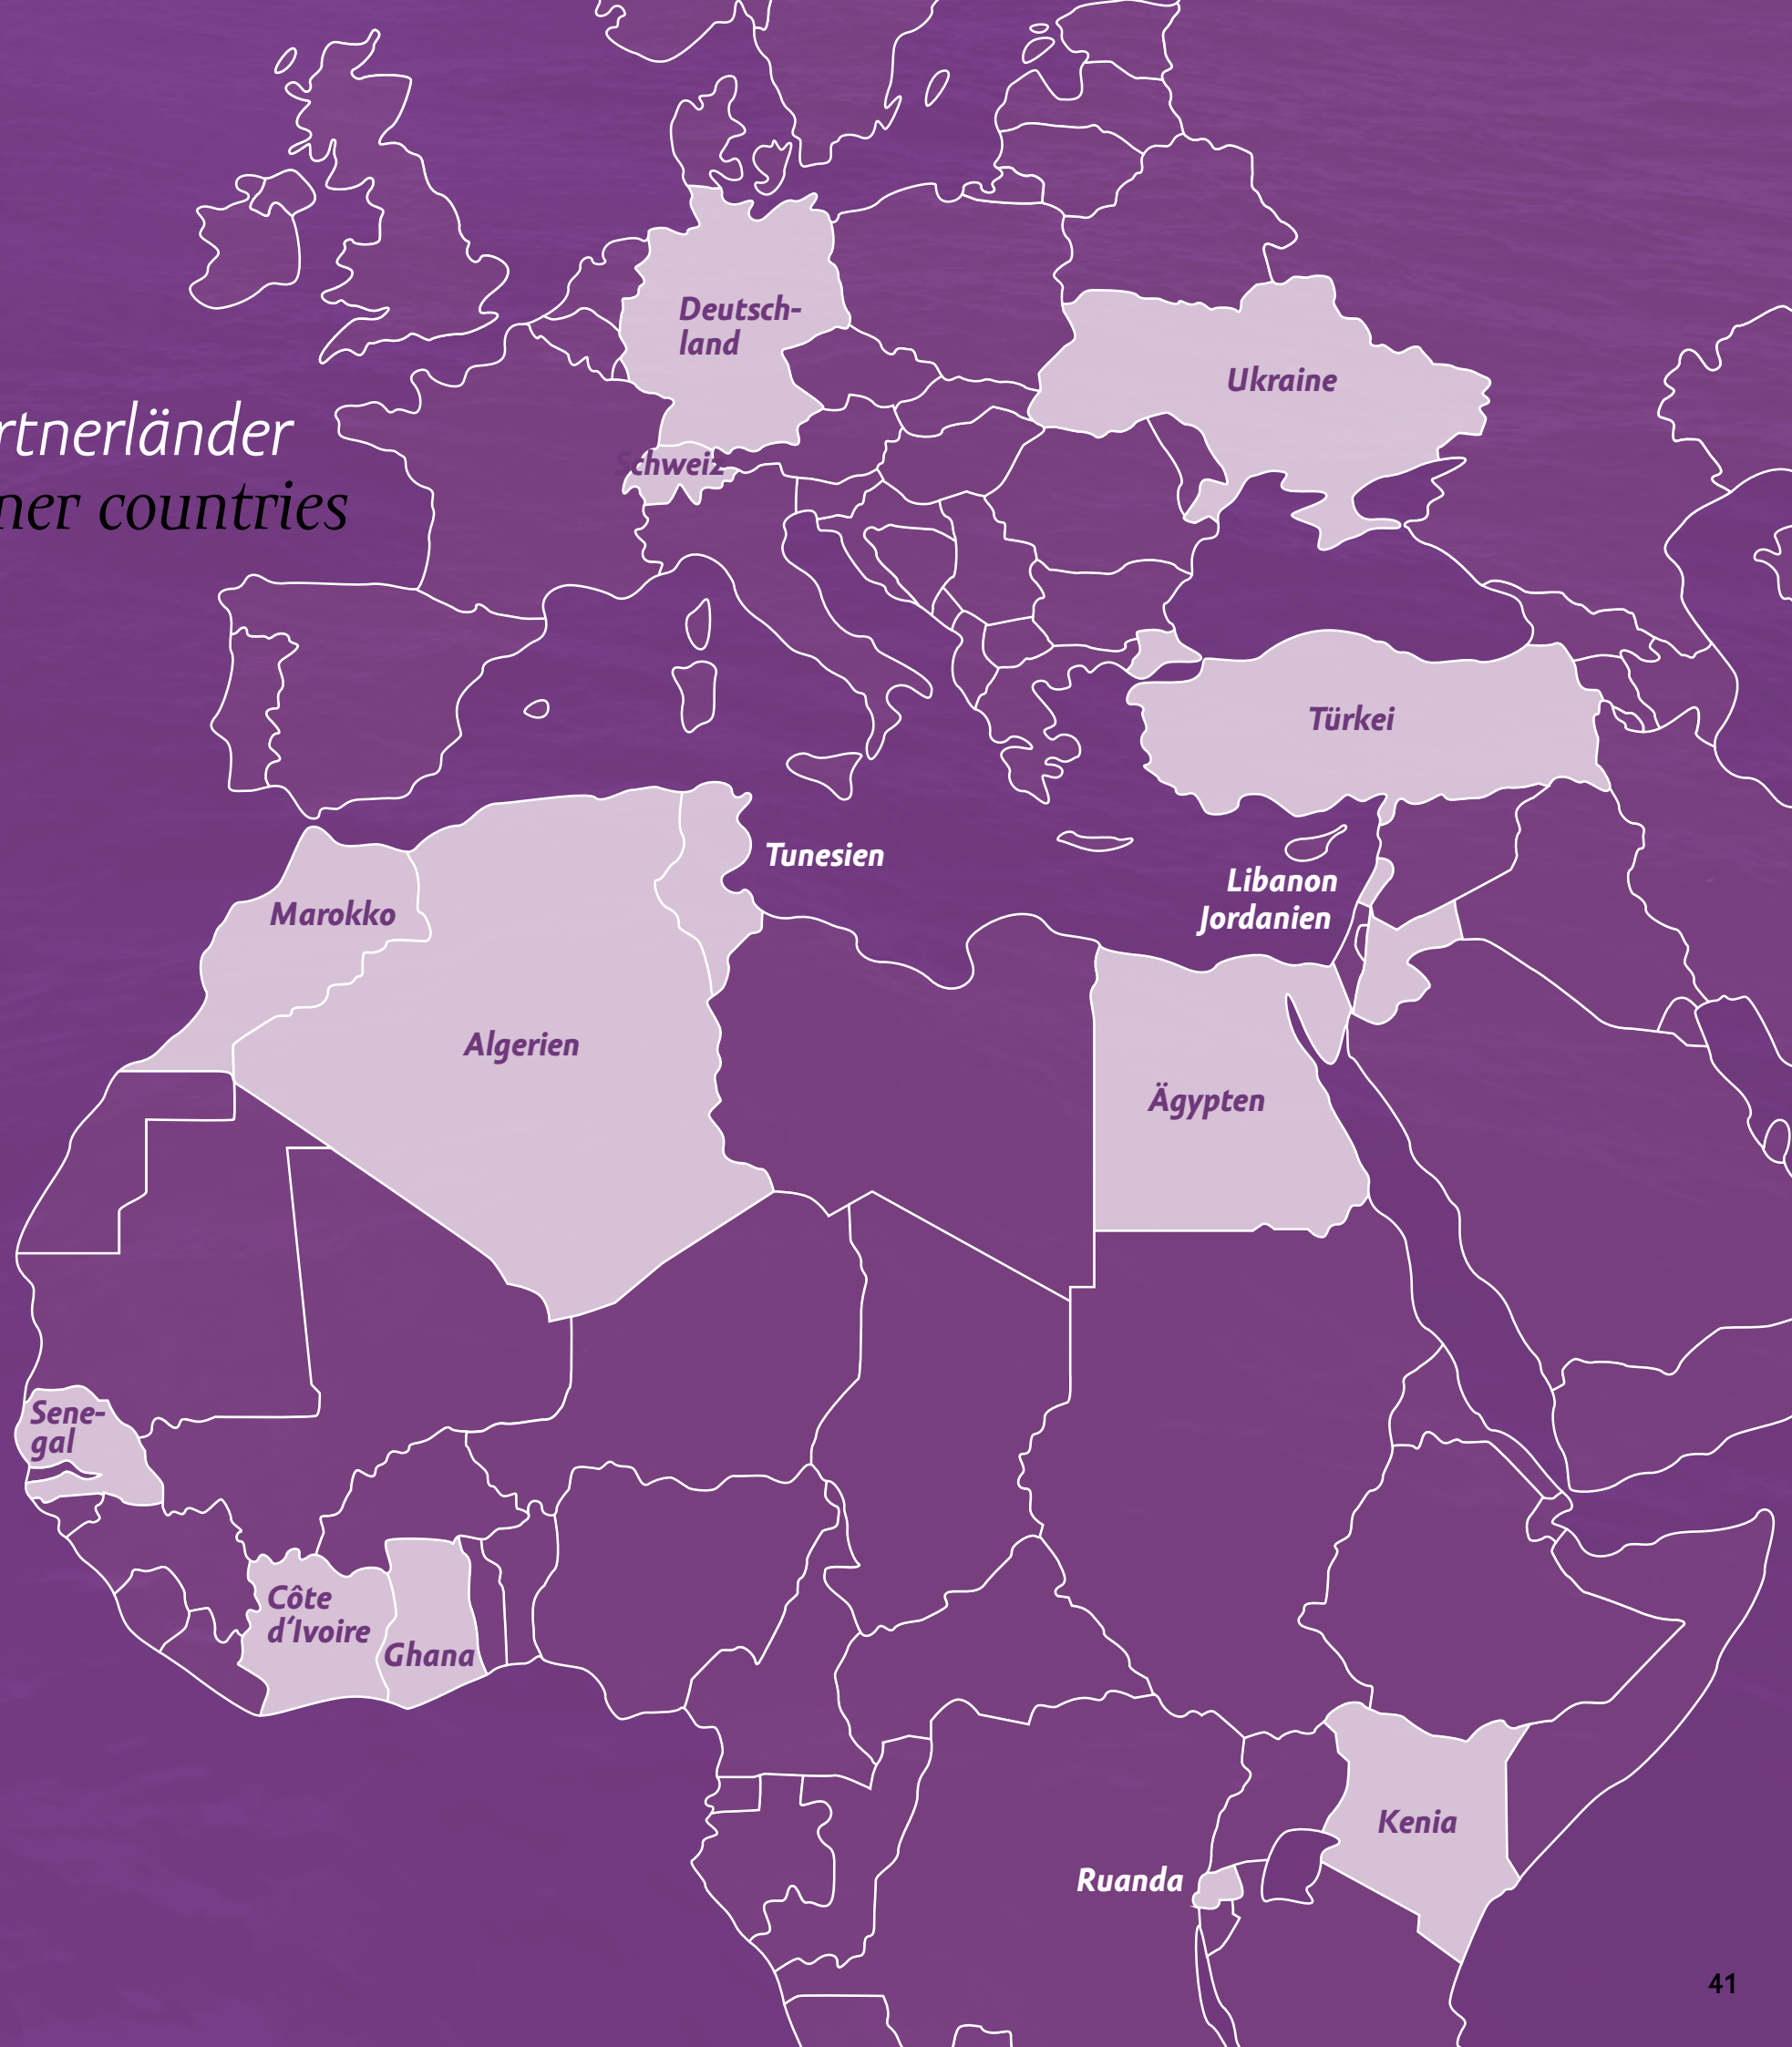 rtnerländer
ner countries
Deutsch-
land
Ukraine
Schweiz
Türkei
Tunesien
Libanon
Jordanien
Marokko
Algerien
Ägypten
Sene-
gal
Côte
d‘Ivoire
Ghana
Kenia
Ruanda
41